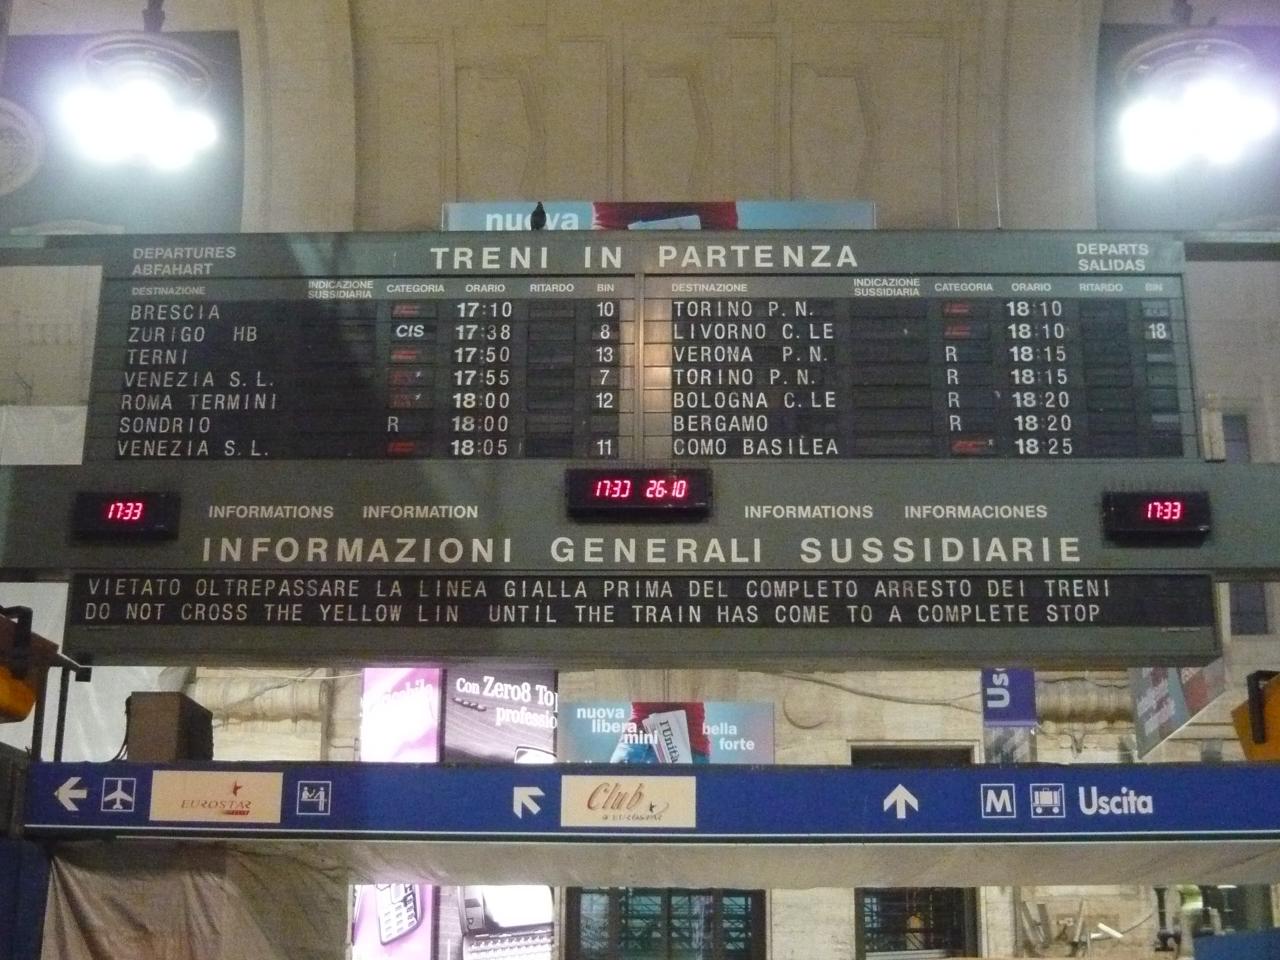 nuova
DEPARTURES
ABFAHART
TRENI IN PARTENZA
DEPARTS
SALIDAS
DESTINAZIONE INDICAZIONE SUSSIDIARIA CATEGORIA ORARIO RITARDO BIN
BRESCIA 17:10 10
ZURIGO HB CIS 17:38 8
TERNI 17:50 13
VENEZIA S.L. 17:55 7
ROMA TERMINI 18:00 12
SONDRIO R 18:00
VENEZIA S.L. 18:05 11
DESTINAZIONE INDICAZIONE SUSSIDIARIA CATEGORIA ORARIO RITARDO BIN
TORINO P.N. 18:10
LIVORNO C.LE 18:10 18
VERONA P.N. R 18:15
TORINO P.N. R 18:15
BOLOGNA C.LE R 18:20
BERGAMO R 18:20
COMO BASILEA 18:25
17:33
17:33 26-10
17:33
INFORMATIONS INFORMATION INFORMATIONS INFORMACIONES
INFORMAZIONI GENERALI SUSSIDIARIE
VIETATO OLTREPASSARE LA LINEA GIALLA PRIMA DEL COMPLETO ARRESTO DEI TRENI
DO NOT CROSS THE YELLOW LIN UNTIL THE TRAIN HAS COME TO A COMPLETE STOP
Con Zero8 To
professio
nuova
libera
mini
l'Unità
bella
forte
Us
EUROSTAR
Club
M Uscita